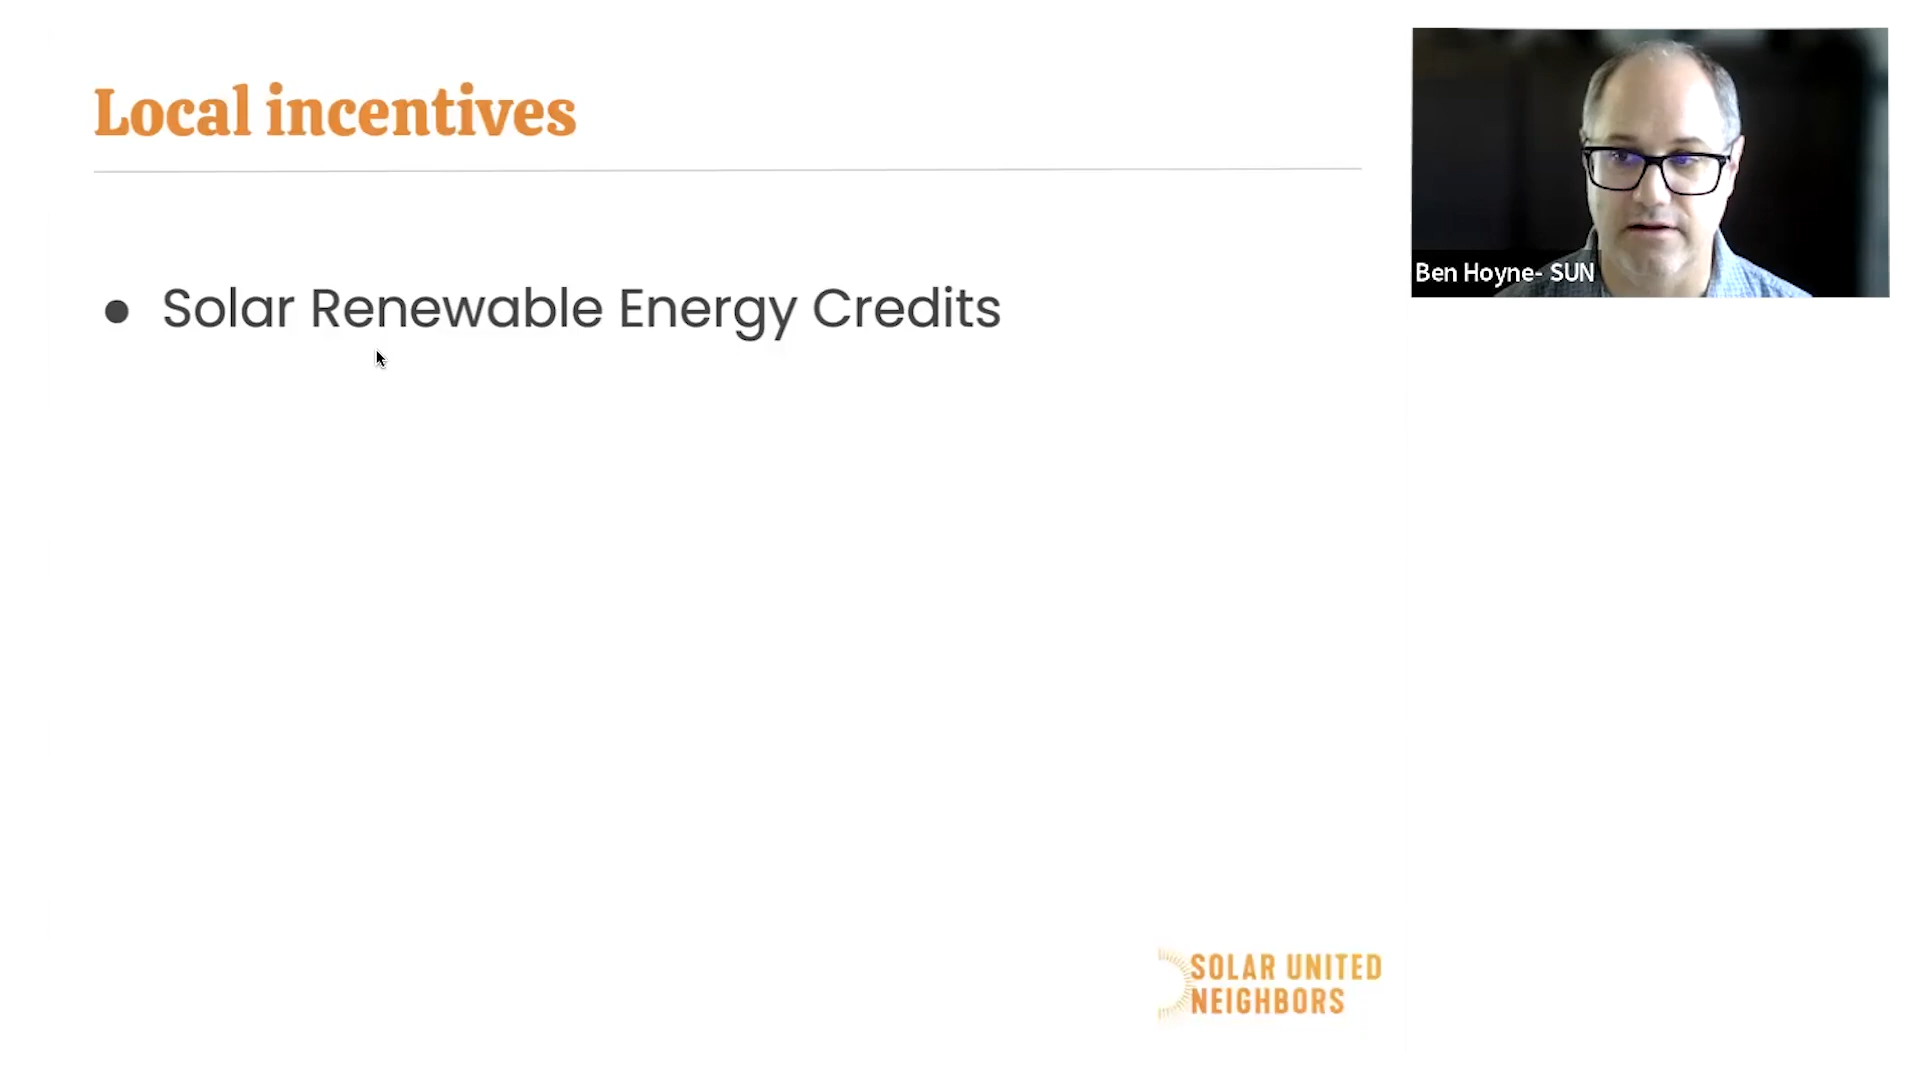 Local incentives
● Solar Renewable Energy Credits
Ben Hoyne- SUN
SOLAR UNITED
NEIGHBORS